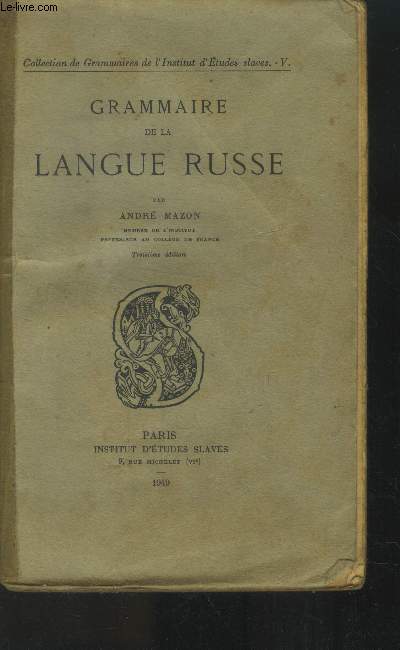 Collection de Grammaires de l'Institut d'Études slaves. - V.
GRAMMAIRE
DE LA
LANGUE RUSSE
PAR
ANDRÉ MAZON
MEMBRE DE L'INSTITUT
PROFESSEUR AU COLLÈGE DE FRANCE
Troisième édition
PARIS
INSTITUT D'ÉTUDES SLAVES
9, RUE MICHELET (VIe)
1949
le-livre